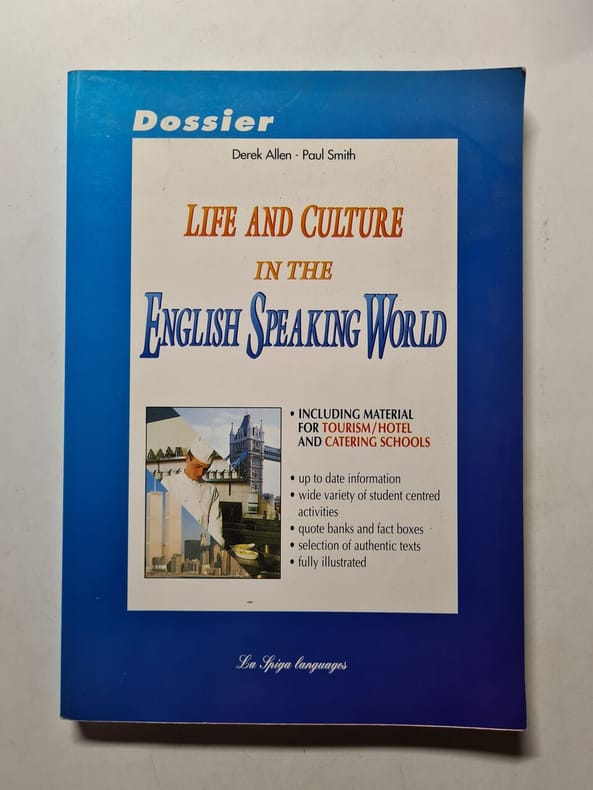 Dossier
Derek Allen - Paul Smith
LIFE AND CULTURE
IN THE
ENGLISH SPEAKING WORLD
• INCLUDING MATERIAL
FOR TOURISM/HOTEL
AND CATERING SCHOOLS
• up to date information
• wide variety of student centred
activities
• quote banks and fact boxes
• selection of authentic texts
• fully illustrated
La Spiga languages